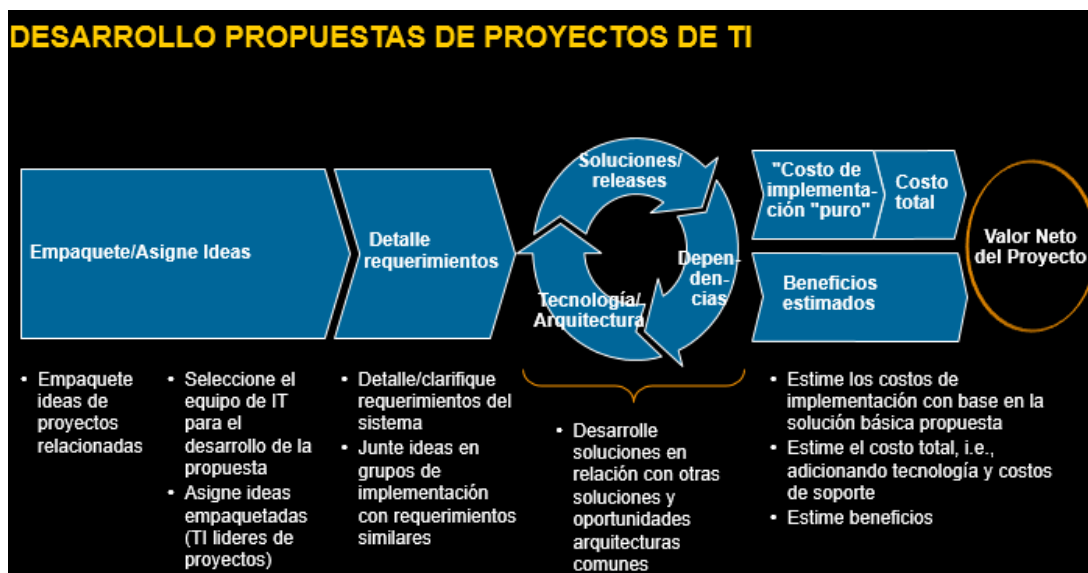 DESARROLLO PROPUESTAS DE PROYECTOS DE TI
Empaquete/Asigne Ideas
Detalle
requerimientos
Soluciones/
releases
Depen-
den-
cias
Tecnología/
Arquitectura
"Costo de
implementa-
ción "puro"
Costo
total
Beneficios
estimados
Valor Neto
del Proyecto
• Empaquete
ideas de
proyectos
relacionadas
• Seleccione el
equipo de IT
para el
desarrollo de la
propuesta
• Asigne ideas
empaquetadas
(TI lideres de
proyectos)
• Detalle/clarifique
requerimientos del
sistema
• Junte ideas en
grupos de
implementación
con requerimientos
similares
• Desarrolle
soluciones en
relación con otras
soluciones y
oportunidades
arquitecturas
comunes
• Estime los costos de
implementación con base en la
solución básica propuesta
• Estime el costo total, i.e.,
adicionando tecnología y costos
de soporte
• Estime beneficios